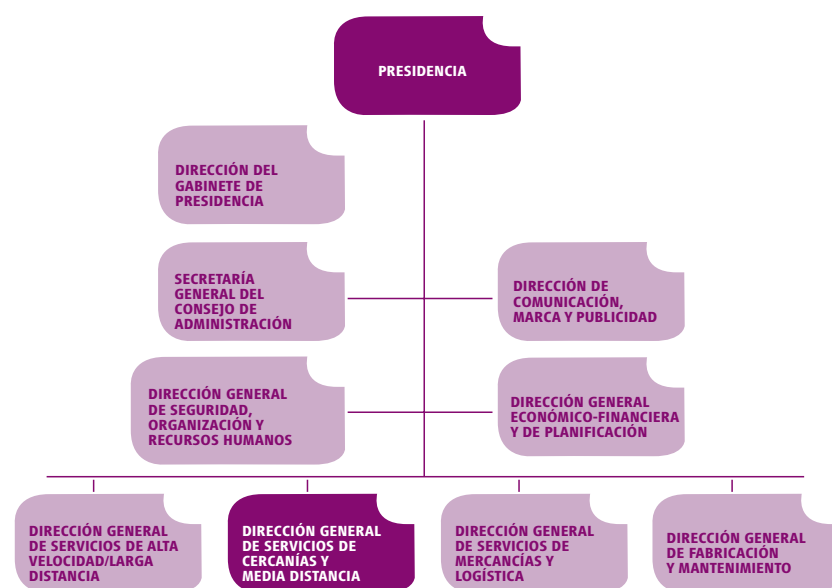 PRESIDENCIA
DIRECCIÓN DEL
GABINETE DE
PRESIDENCIA
SECRETARÍA
GENERAL DEL
CONSEJO DE
ADMINISTRACIÓN
DIRECCIÓN DE
COMUNICACIÓN,
MARCA Y PUBLICIDAD
DIRECCIÓN GENERAL
DE SEGURIDAD,
ORGANIZACIÓN Y
RECURSOS HUMANOS
DIRECCIÓN GENERAL
ECONÓMICO-FINANCIERA
Y DE PLANIFICACIÓN
DIRECCIÓN GENERAL
DE SERVICIOS DE ALTA
VELOCIDAD/LARGA
DISTANCIA
DIRECCIÓN GENERAL
DE SERVICIOS DE
CERCANÍAS Y
MEDIA DISTANCIA
DIRECCIÓN GENERAL
DE SERVICIOS DE
MERCANCÍAS Y
LOGÍSTICA
DIRECCIÓN GENERAL
DE FABRICACIÓN
Y MANTENIMIENTO